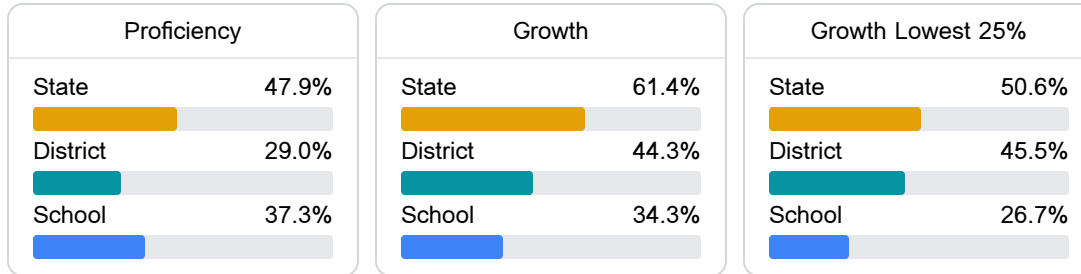 Proficiency
State 47.9%
District 29.0%
School 37.3%
Growth
State 61.4%
District 44.3%
School 34.3%
Growth Lowest 25%
State 50.6%
District 45.5%
School 26.7%